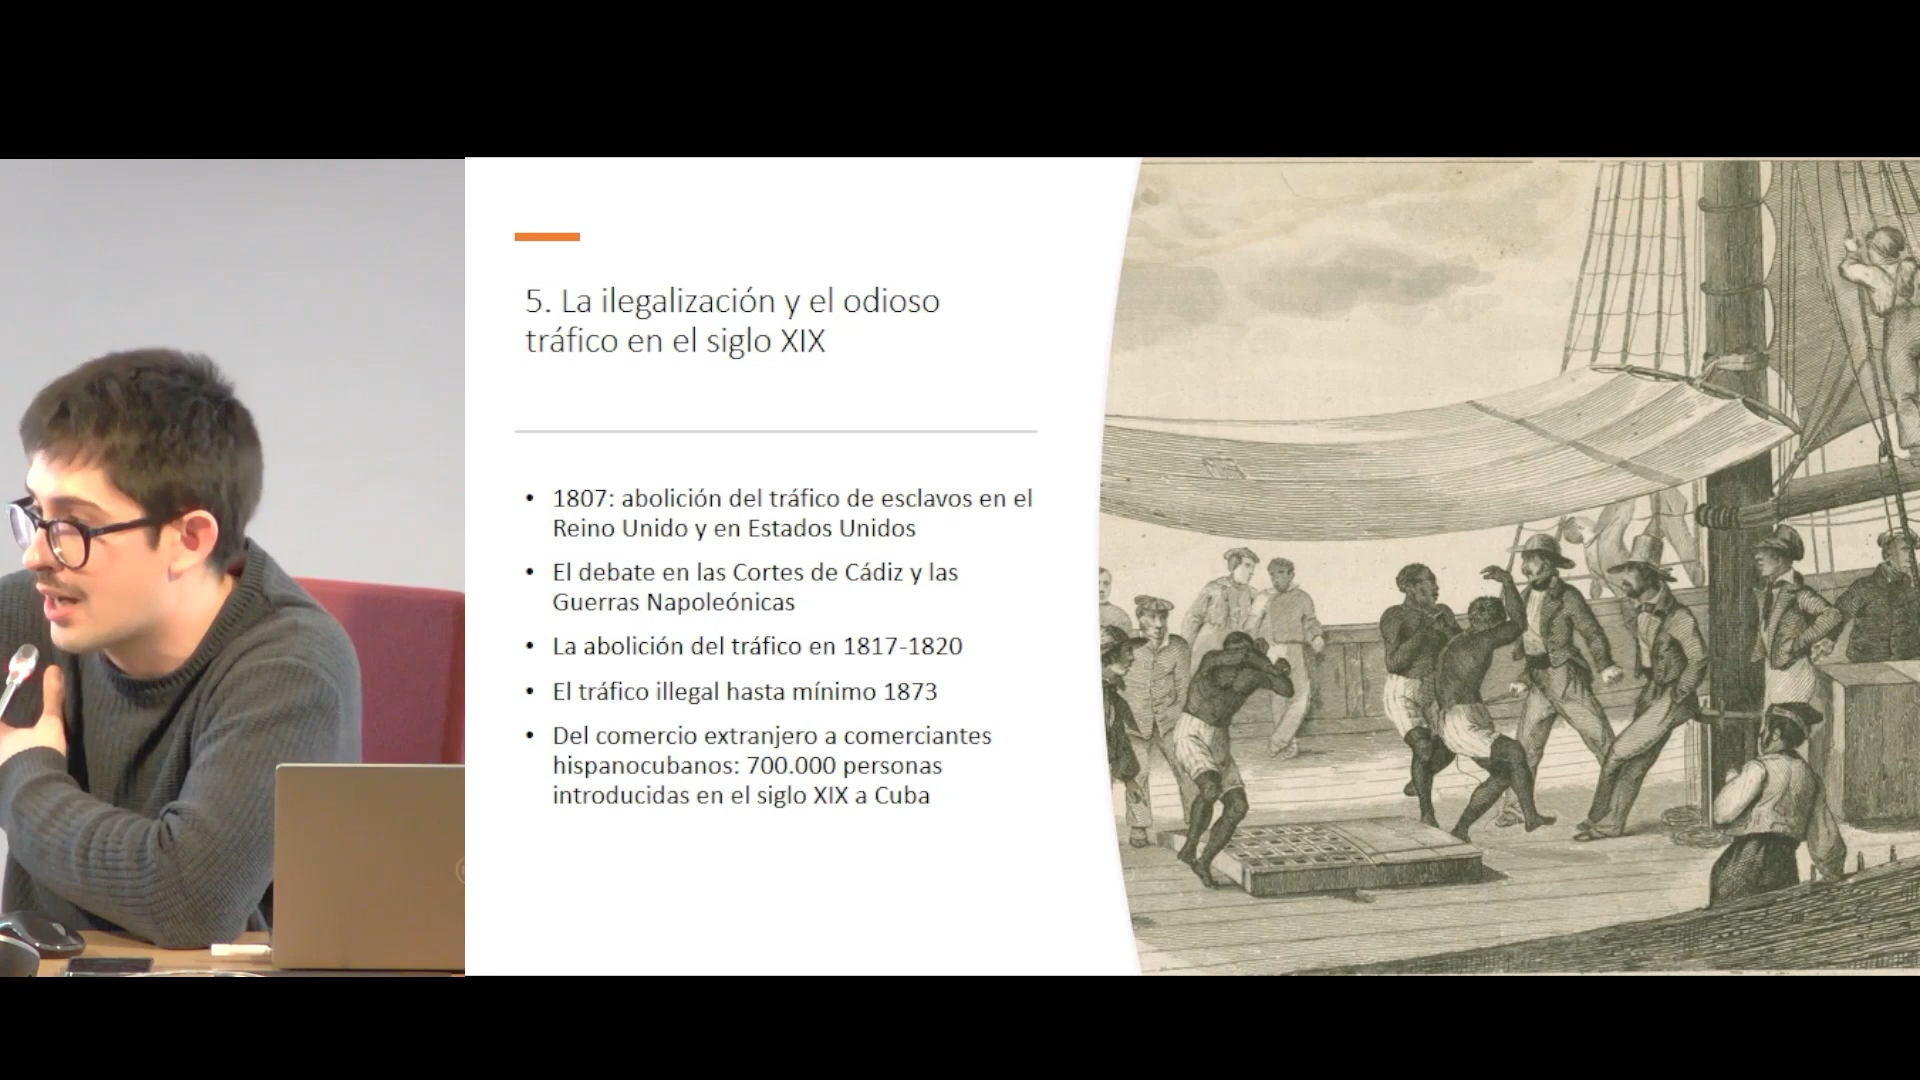 5. La ilegalización y el odioso
tráfico en el siglo XIX
• 1807: abolición del tráfico de esclavos en el
Reino Unido y en Estados Unidos
• El debate en las Cortes de Cádiz y las
Guerras Napoleónicas
• La abolición del tráfico en 1817-1820
• El tráfico illegal hasta mínimo 1873
• Del comercio extranjero a comerciantes
hispanocubanos: 700.000 personas
introducidas en el siglo XIX a Cuba